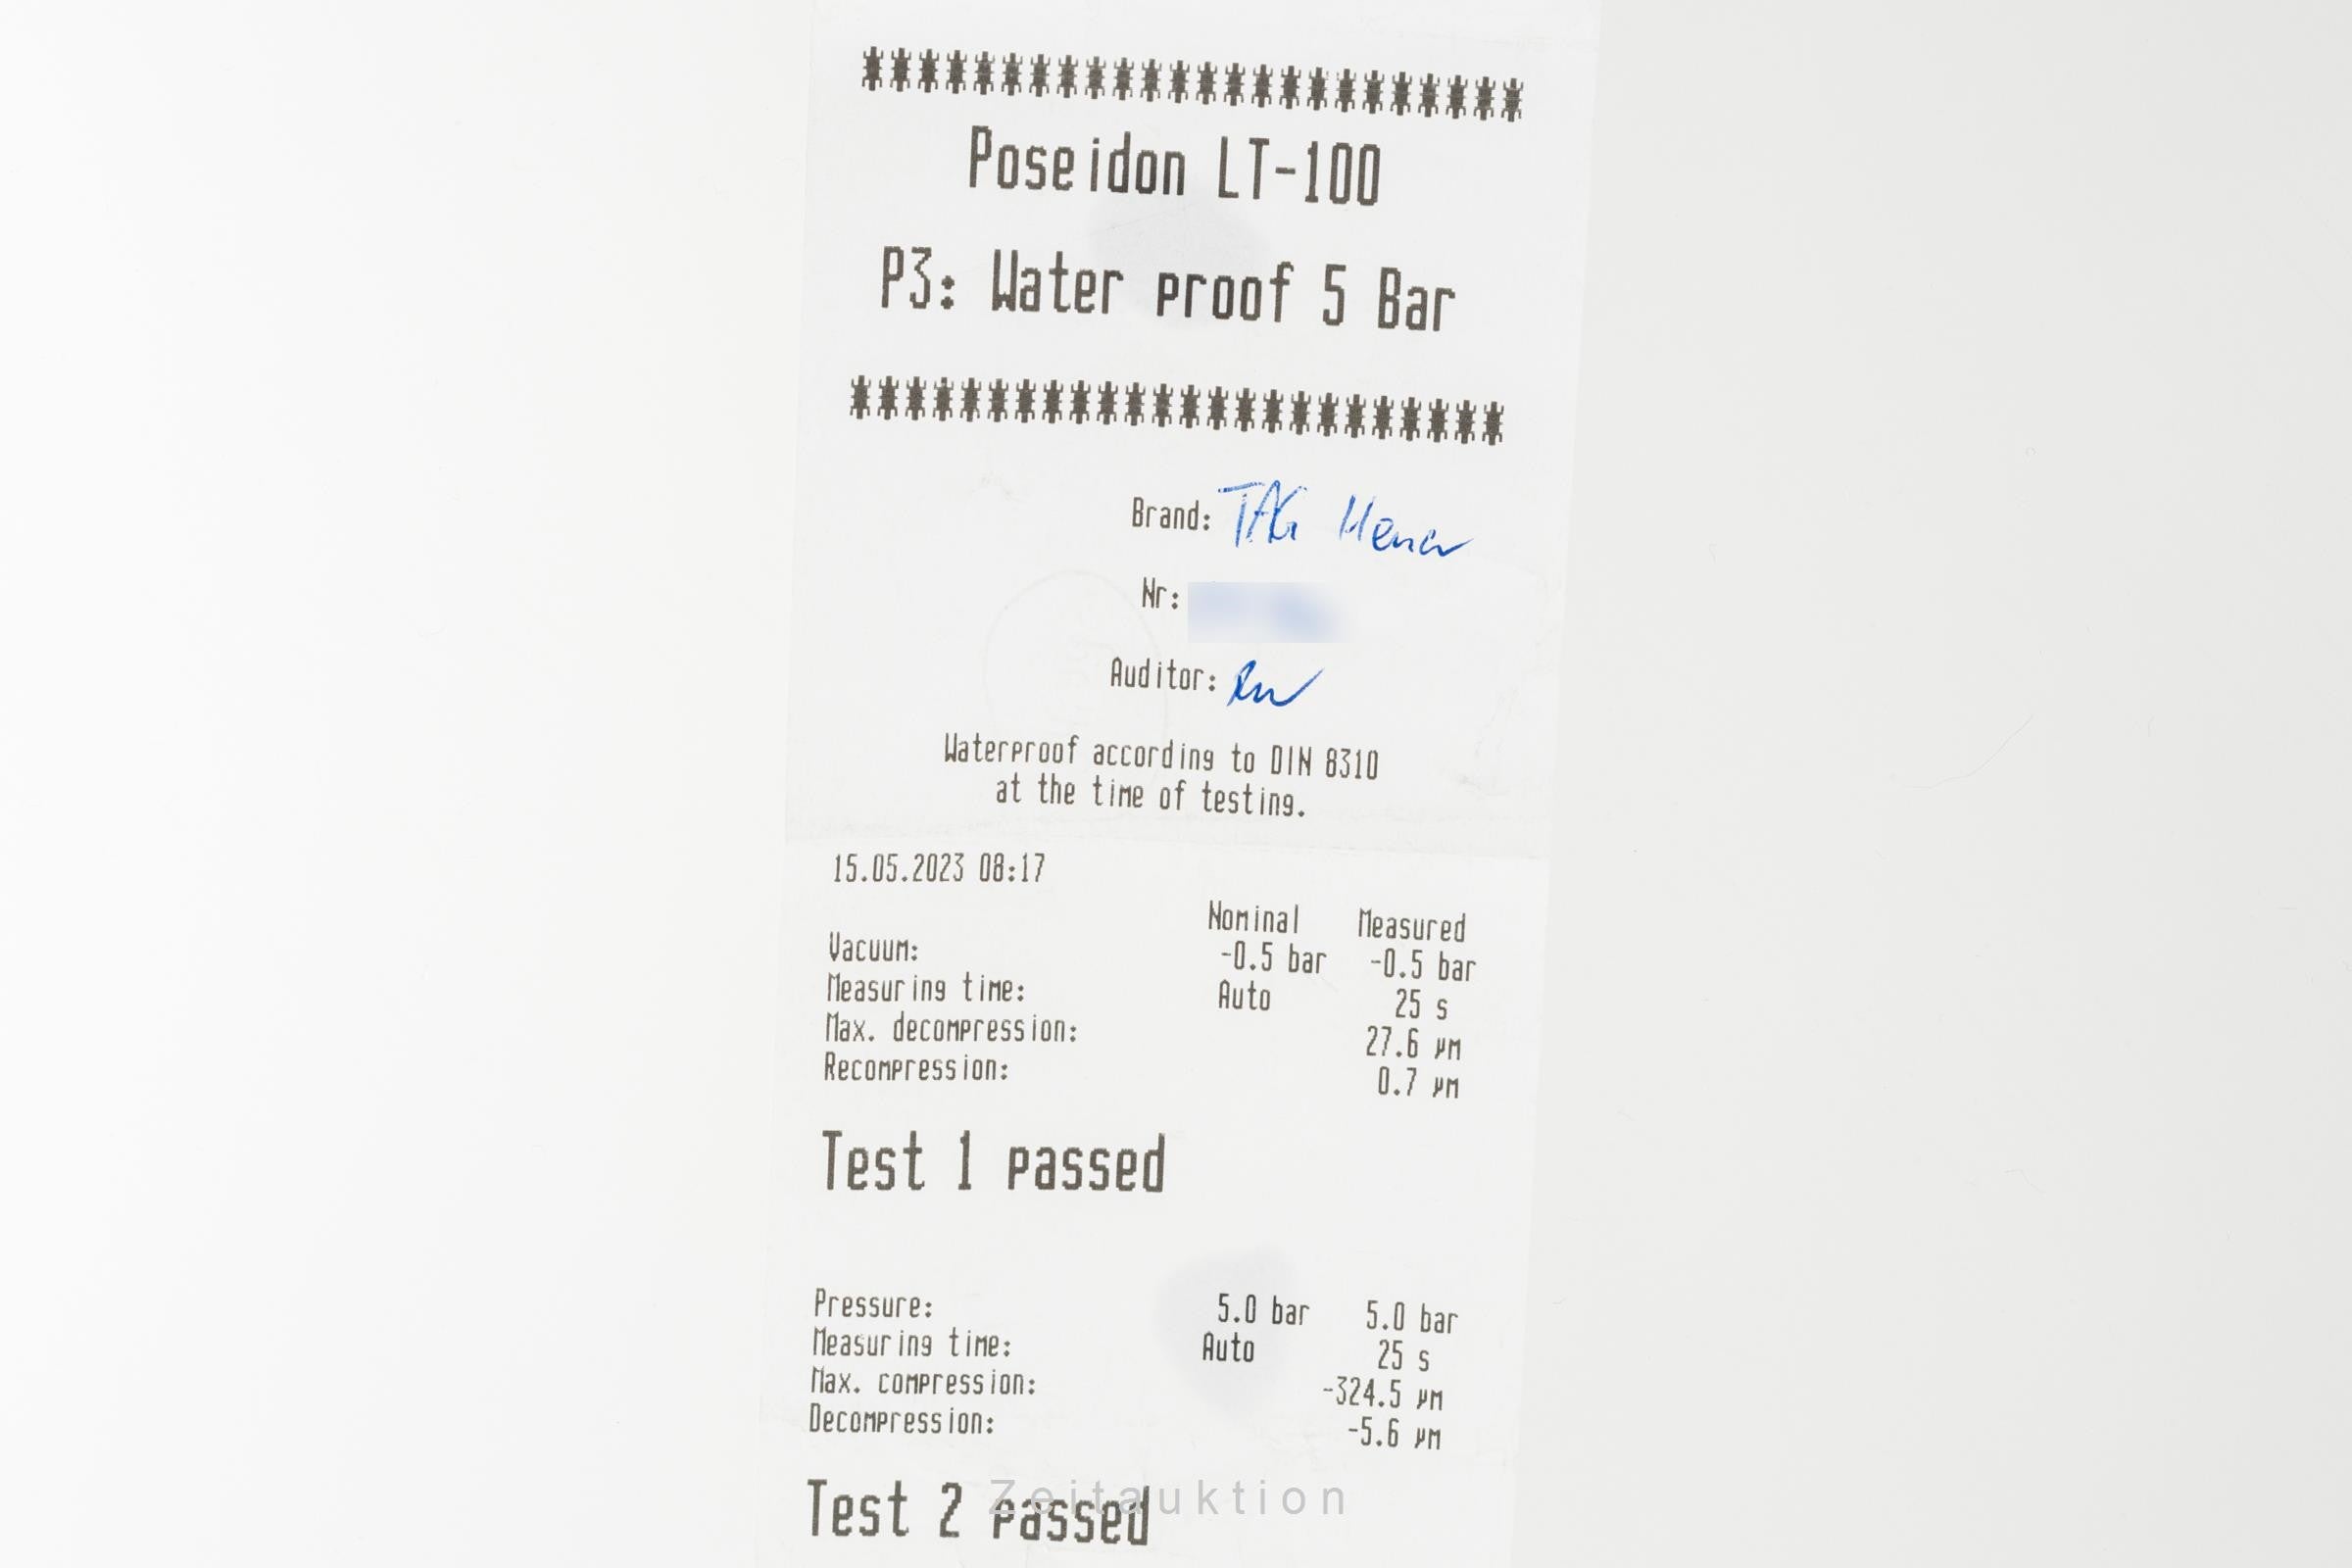 ************************
Poseidon LT-100
P3: Water proof 5 Bar
************************
Brand: TAG Heuer
Nr:
Auditor:
Waterproof according to DIN 8310
at the time of testing.
15.05.2023 08:17
Nominal Measured
Vacuum: -0.5 bar -0.5 bar
Measuring time: Auto 25 s
Max. decompression: 27.6 µm
Recompression: 0.7 µm
Test 1 passed
Pressure: 5.0 bar 5.0 bar
Measuring time: Auto 25 s
Max. compression: -324.5 µm
Decompression: -5.6 µm
Test 2 passed
Zeitauktion